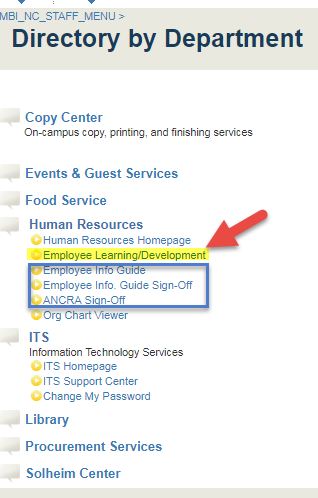 MBI_NC_STAFF_MENU >
Directory by Department
Copy Center
On-campus copy, printing, and finishing services
Events & Guest Services
Food Service
Human Resources
Human Resources Homepage
Employee Learning/Development
Employee Info Guide
Employee Info. Guide Sign-Off
ANCRA Sign-Off
Org Chart Viewer
ITS
Information Technology Services
ITS Homepage
ITS Support Center
Change My Password
Library
Procurement Services
Solheim Center